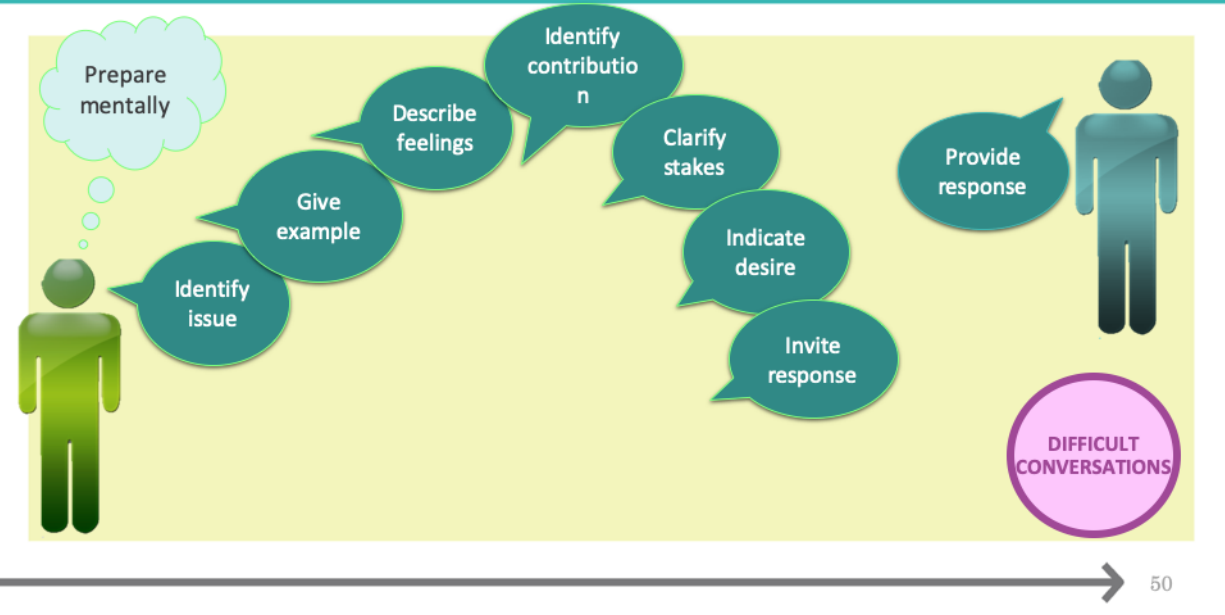 Prepare
mentally
Identify
issue
Give
example
Describe
feelings
Identify
contributio
n
Clarify
stakes
Indicate
desire
Invite
response
Provide
response
DIFFICULT
CONVERSATIONS
50